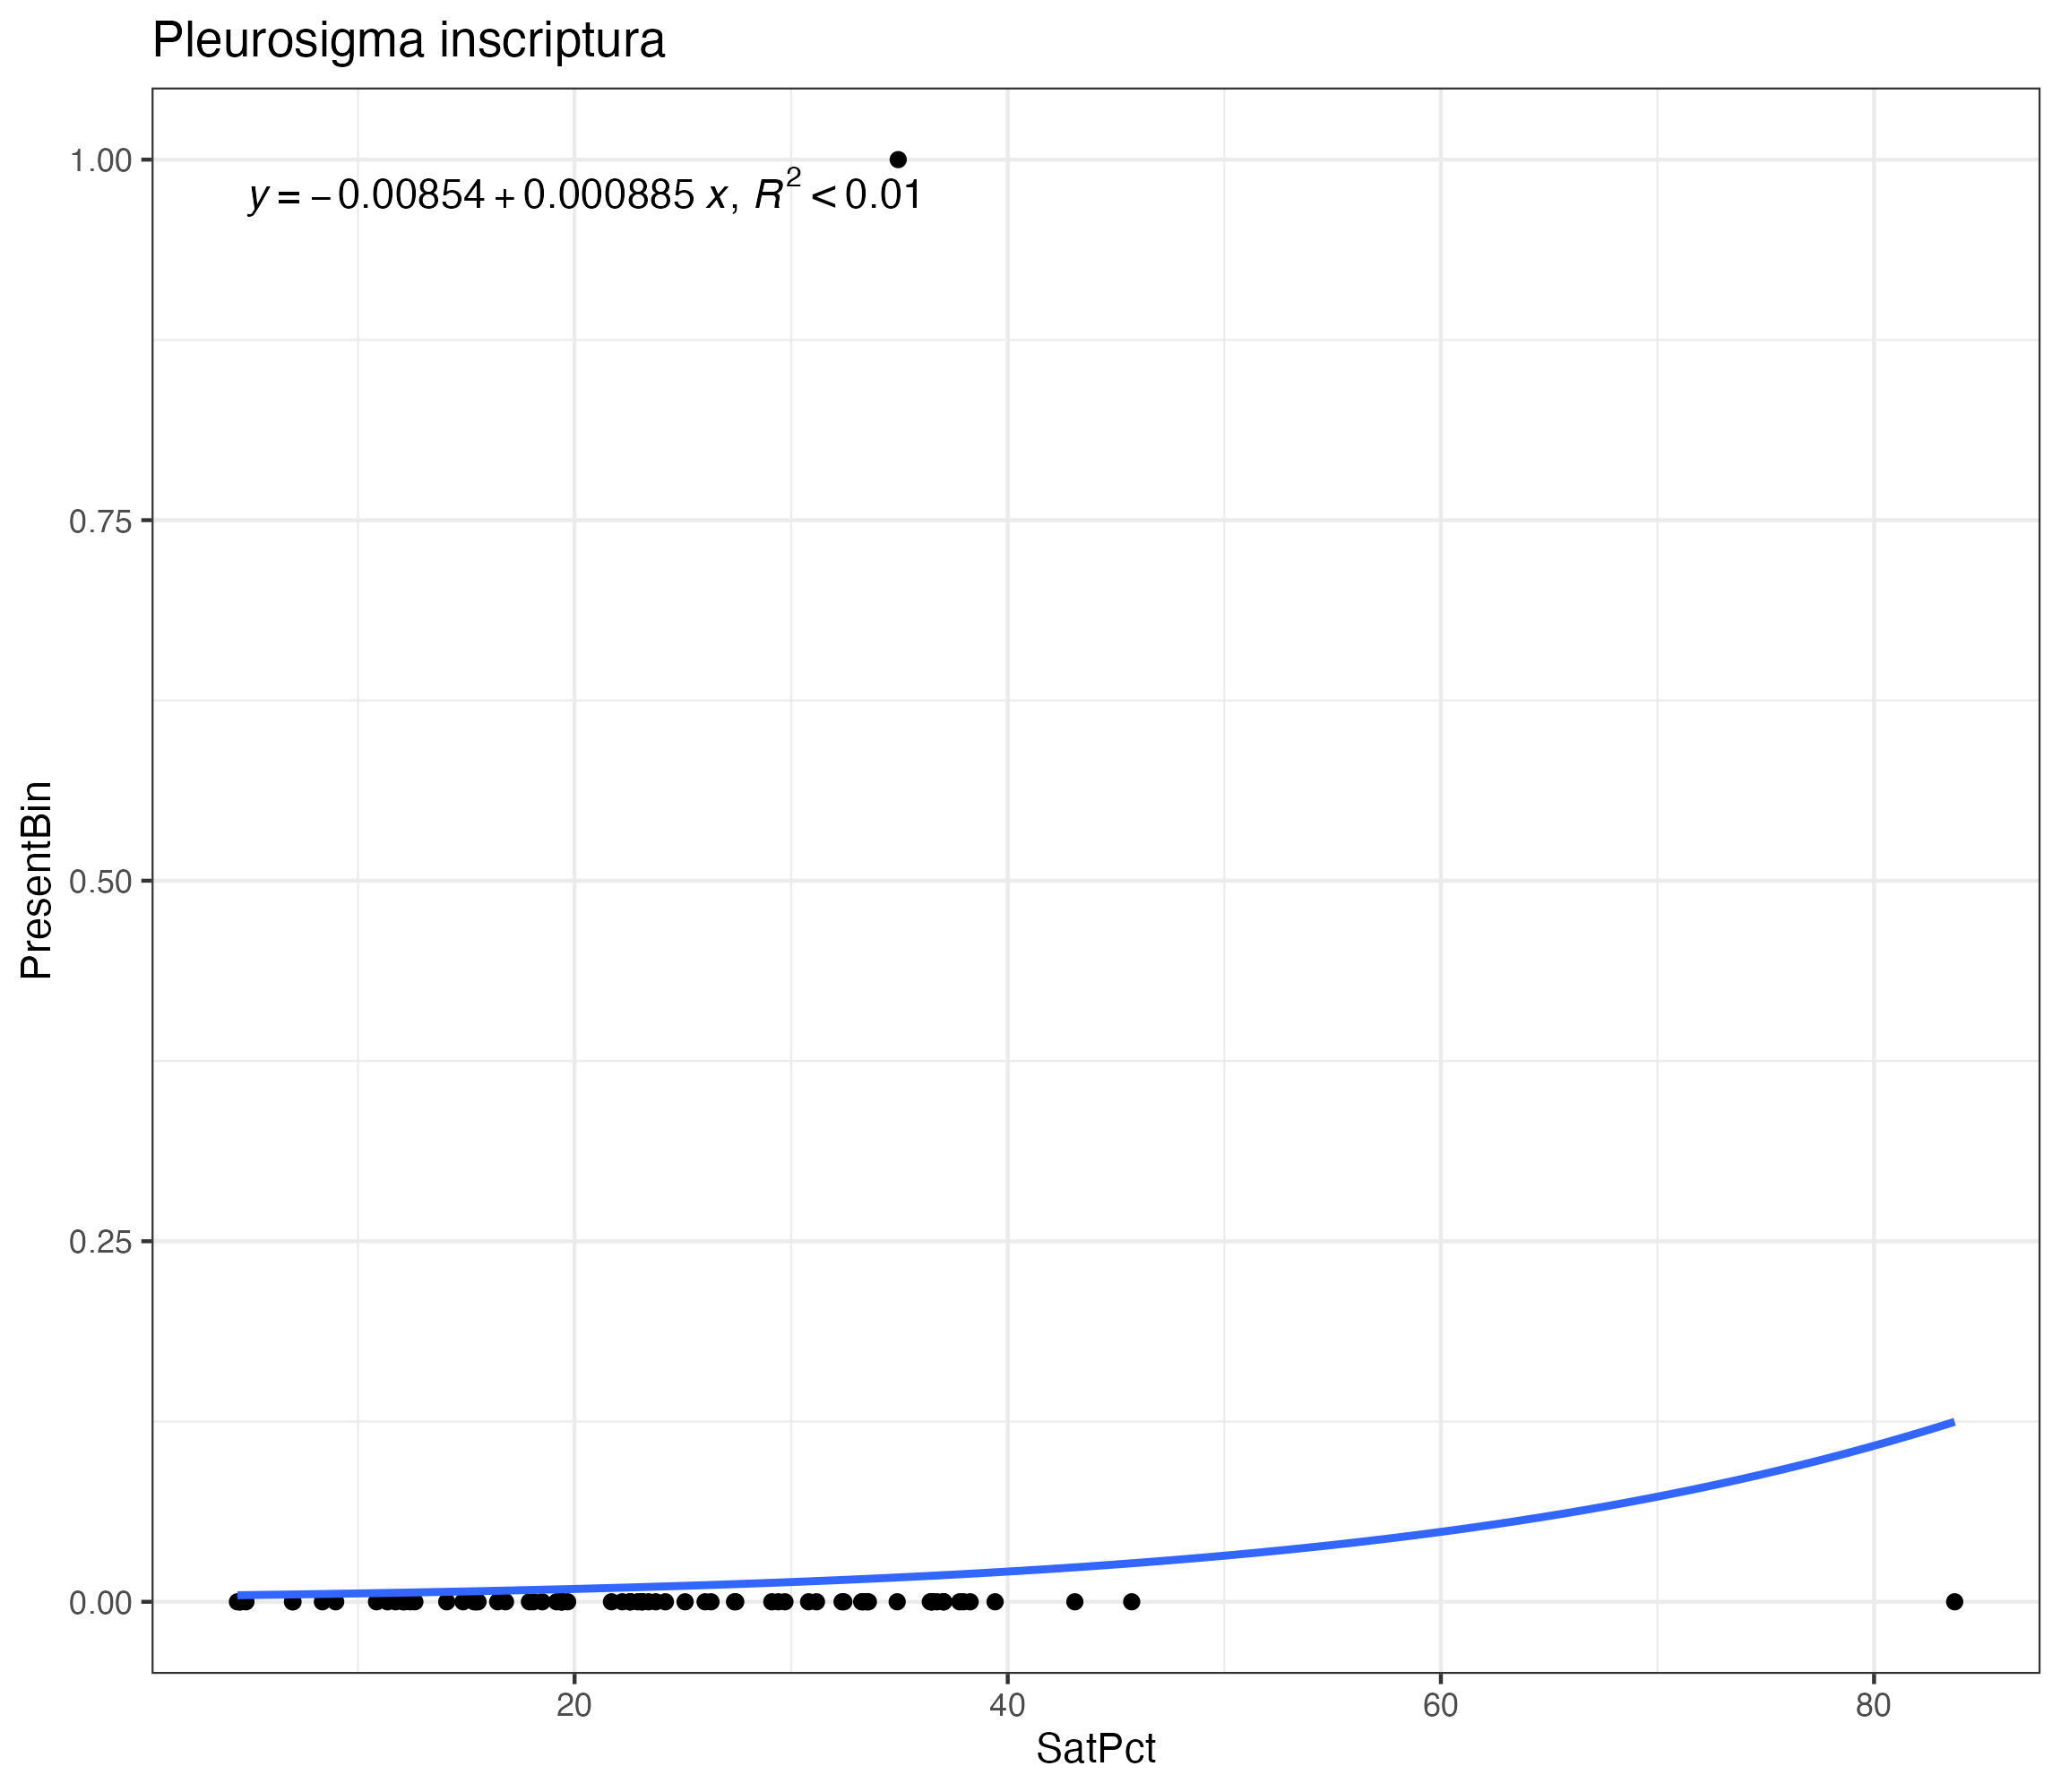 Pleurosigma inscriptura
y = −0.00854 + 0.000885 x, R² < 0.01
1.00
0.75
0.50
0.25
0.00
PresentBin
20 40 60 80
SatPct